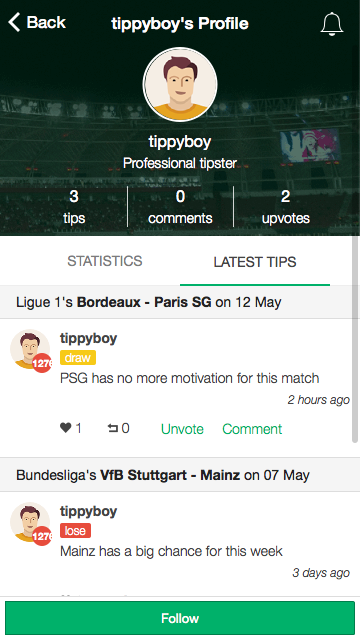 Back
tippyboy's Profile
tippyboy
Professional tipster
3 0 2
tips comments upvotes
STATISTICS LATEST TIPS
Ligue 1's Bordeaux - Paris SG on 12 May
tippyboy
1276
draw
PSG has no more motivation for this match
2 hours ago
1 0 Unvote Comment
Bundesliga's VfB Stuttgart - Mainz on 07 May
tippyboy
1276
lose
Mainz has a big chance for this week
3 days ago
Follow